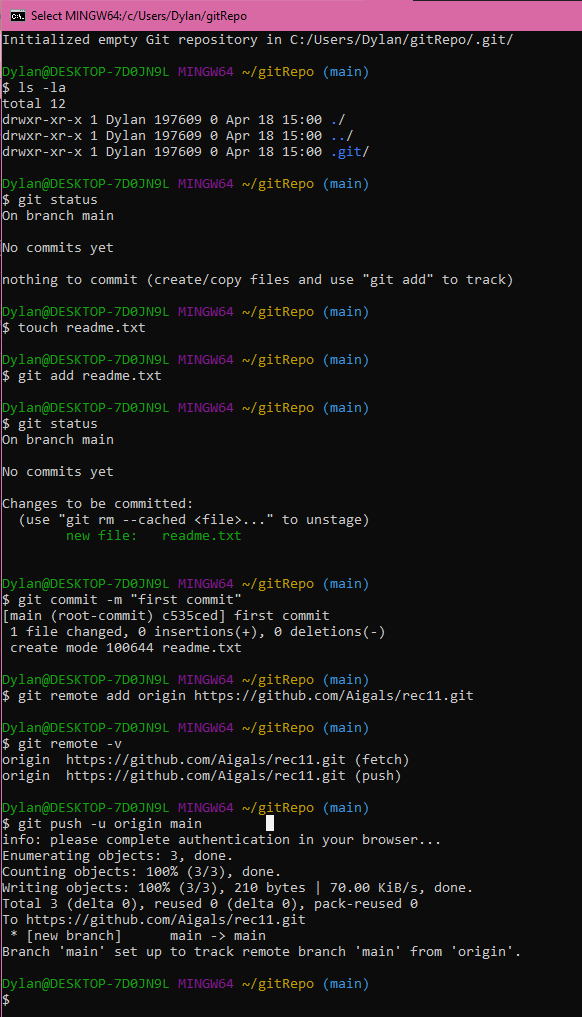 Select MINGW64:/c/Users/Dylan/gitRepo
Initialized empty Git repository in C:/Users/Dylan/gitRepo/.git/
Dylan@DESKTOP-7D0JN9L MINGW64 ~/gitRepo (main)
$ ls -la
total 12
drwxr-xr-x 1 Dylan 197609 0 Apr 18 15:00 ./
drwxr-xr-x 1 Dylan 197609 0 Apr 18 15:00 ../
drwxr-xr-x 1 Dylan 197609 0 Apr 18 15:00 .git/
Dylan@DESKTOP-7D0JN9L MINGW64 ~/gitRepo (main)
$ git status
On branch main
No commits yet
nothing to commit (create/copy files and use "git add" to track)
Dylan@DESKTOP-7D0JN9L MINGW64 ~/gitRepo (main)
$ touch readme.txt
Dylan@DESKTOP-7D0JN9L MINGW64 ~/gitRepo (main)
$ git add readme.txt
Dylan@DESKTOP-7D0JN9L MINGW64 ~/gitRepo (main)
$ git status
On branch main
No commits yet
Changes to be committed:
  (use "git rm --cached <file>..." to unstage)
        new file:   readme.txt
Dylan@DESKTOP-7D0JN9L MINGW64 ~/gitRepo (main)
$ git commit -m "first commit"
[main (root-commit) c535ced] first commit
 1 file changed, 0 insertions(+), 0 deletions(-)
 create mode 100644 readme.txt
Dylan@DESKTOP-7D0JN9L MINGW64 ~/gitRepo (main)
$ git remote add origin https://github.com/Aigals/rec11.git
Dylan@DESKTOP-7D0JN9L MINGW64 ~/gitRepo (main)
$ git remote -v
origin  https://github.com/Aigals/rec11.git (fetch)
origin  https://github.com/Aigals/rec11.git (push)
Dylan@DESKTOP-7D0JN9L MINGW64 ~/gitRepo (main)
$ git push -u origin main
info: please complete authentication in your browser...
Enumerating objects: 3, done.
Counting objects: 100% (3/3), done.
Writing objects: 100% (3/3), 210 bytes | 70.00 KiB/s, done.
Total 3 (delta 0), reused 0 (delta 0), pack-reused 0
To https://github.com/Aigals/rec11.git
 * [new branch]      main -> main
Branch 'main' set up to track remote branch 'main' from 'origin'.
Dylan@DESKTOP-7D0JN9L MINGW64 ~/gitRepo (main)
$